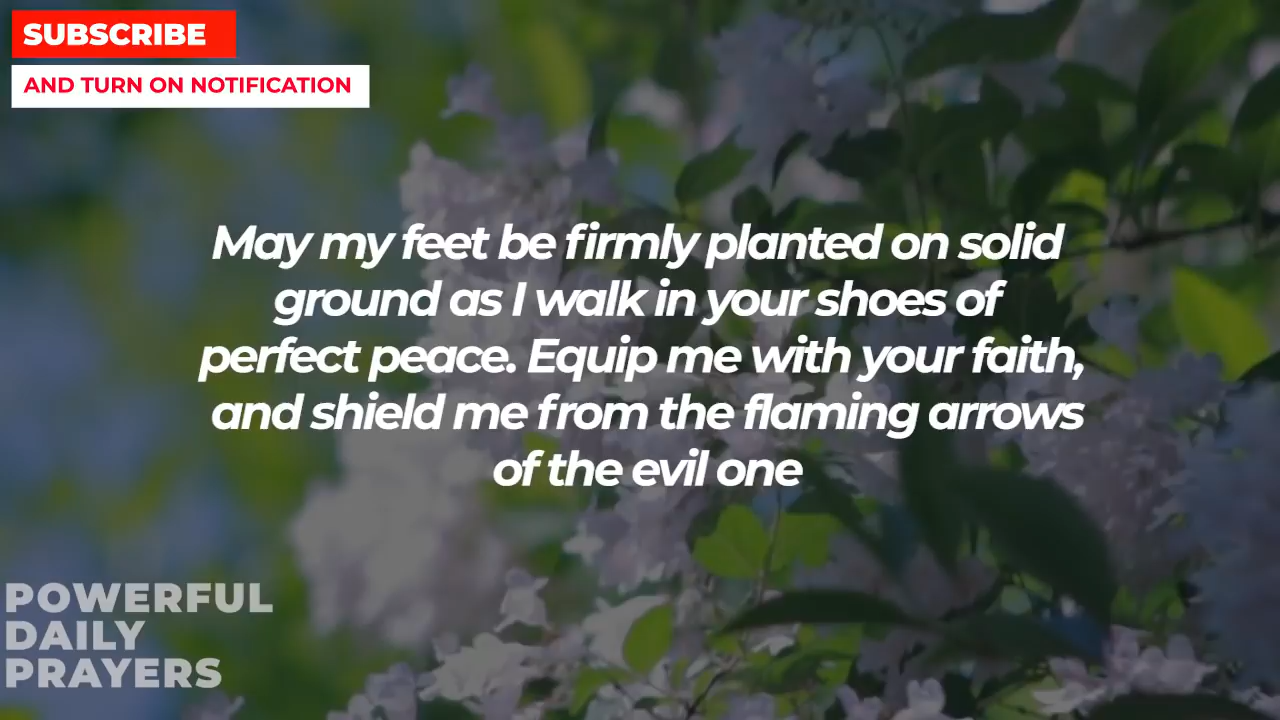 SUBSCRIBE
AND TURN ON NOTIFICATION
May my feet be firmly planted on solid
ground as I walk in your shoes of
perfect peace. Equip me with your faith,
and shield me from the flaming arrows
of the evil one
POWERFUL
DAILY
PRAYERS